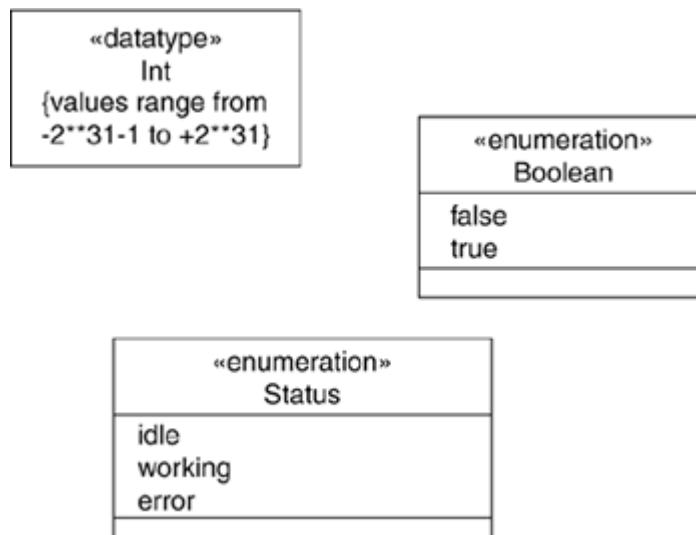 «datatype»
Int
{values range from
-2**31-1 to +2**31}
«enumeration»
Boolean
false
true
«enumeration»
Status
idle
working
error